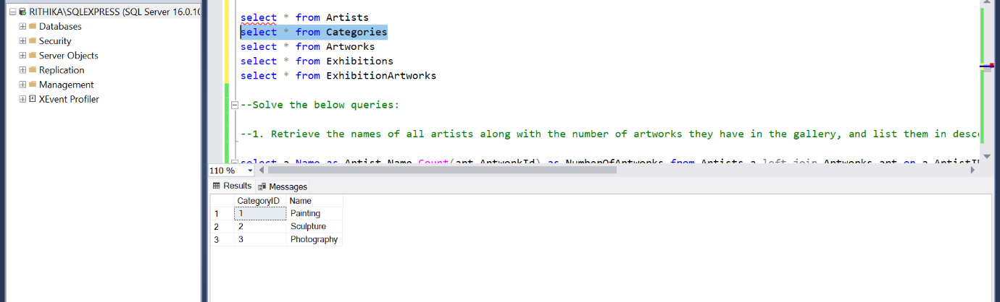 RITHIKA\SQLEXPRESS (SQL Server 16.0.10
Databases
Security
Server Objects
Replication
Management
XEvent Profiler
select * from Artists
select * from Categories
select * from Artworks
select * from Exhibitions
select * from ExhibitionArtworks
--Solve the below queries:
--1. Retrieve the names of all artists along with the number of artworks they have in the gallery, and list them in desc
select a.Name as Artist_Name,Count(art.ArtworkId) as NumberOfArtworks from Artists a left join Artworks art on a.ArtistI
110 %
Results Messages
CategoryID Name
1 1 Painting
2 2 Sculpture
3 3 Photography